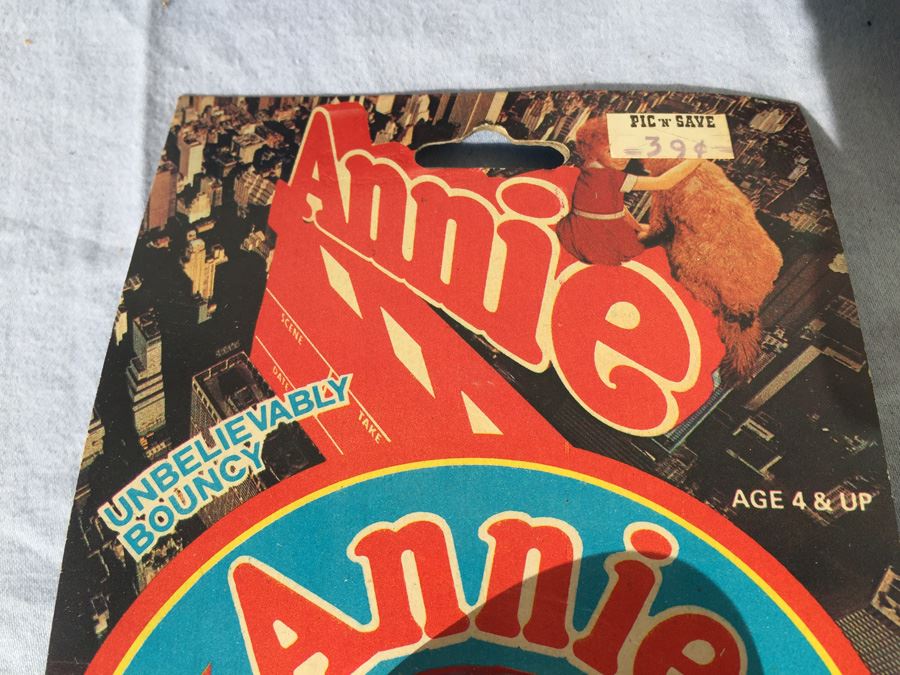 PIC 'N' SAVE
39¢
Annie
SCENE
DATE
TAKE
UNBELIEVABLY
BOUNCY
AGE 4 & UP
Annie